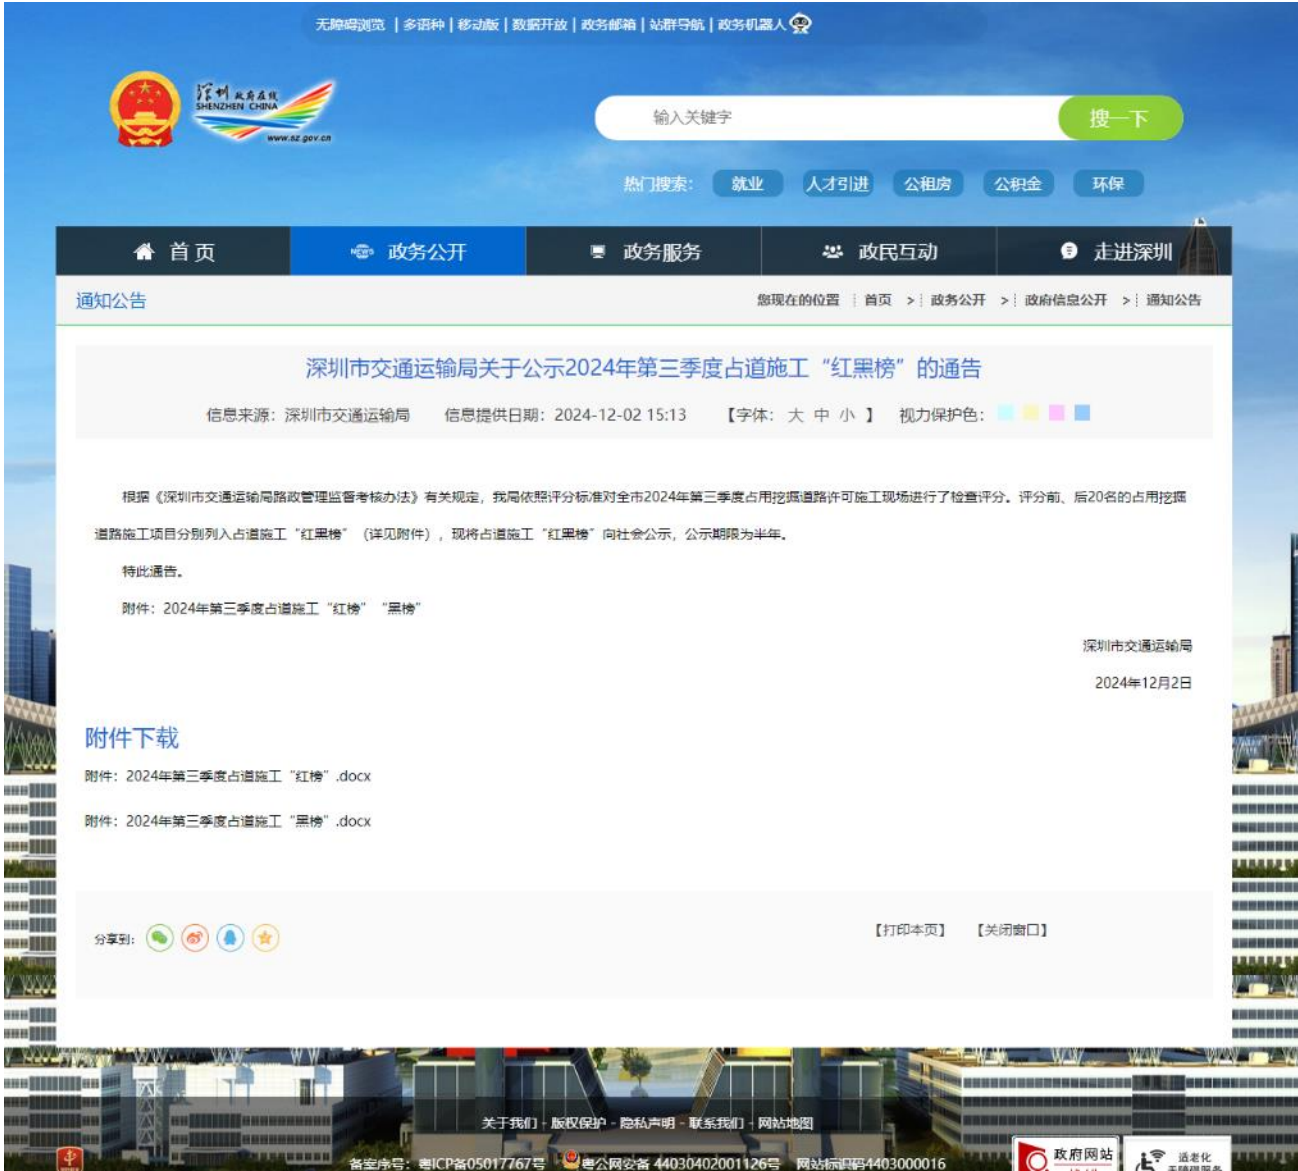 无障碍浏览 | 多语种 | 移动版 | 数据开放 | 政务邮箱 | 站群导航 | 政务机器人
深圳政府在线
SHENZHEN CHINA
www.sz.gov.cn
输入关键字 搜一下
热门搜索： 就业 人才引进 公租房 公积金 环保
首页 NEWS 政务公开 政务服务 政民互动 走进深圳
通知公告 您现在的位置 首页 > 政务公开 > 政府信息公开 > 通知公告
深圳市交通运输局关于公示2024年第三季度占道施工“红黑榜”的通告
信息来源：深圳市交通运输局 信息提供日期：2024-12-02 15:13 【字体： 大 中 小 】 视力保护色：
根据《深圳市交通运输局路政管理监督考核办法》有关规定，我局依照评分标准对全市2024年第三季度占用挖掘道路许可施工现场进行了检查评分。评分前、后20名的占用挖掘
道路施工项目分别列入占道施工“红黑榜”（详见附件），现将占道施工“红黑榜”向社会公示，公示期限为半年。
特此通告。
附件：2024年第三季度占道施工“红榜”“黑榜”
深圳市交通运输局
2024年12月2日
附件下载
附件：2024年第三季度占道施工“红榜”.docx
附件：2024年第三季度占道施工“黑榜”.docx
分享到： 【打印本页】 【关闭窗口】
关于我们 - 版权保护 - 隐私声明 - 联系我们 - 网站地图
备案序号：粤ICP备05017767号 粤公网安备 44030402001126号 网站标识码4403000016
政府网站
适老化